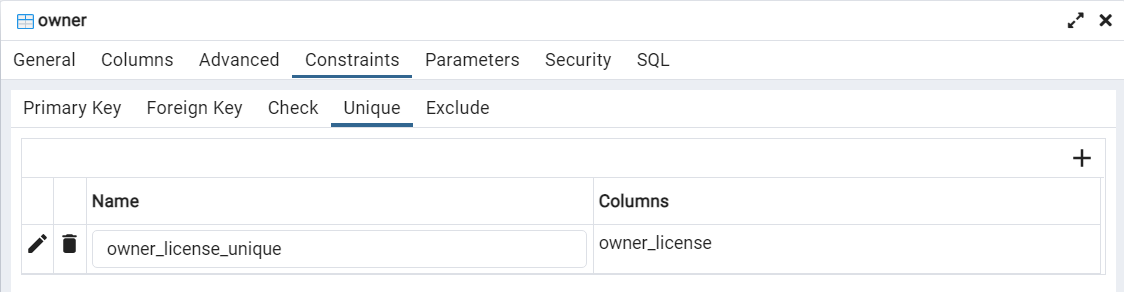 owner
General Columns Advanced Constraints Parameters Security SQL
Primary Key Foreign Key Check Unique Exclude
Name Columns
owner_license_unique owner_license